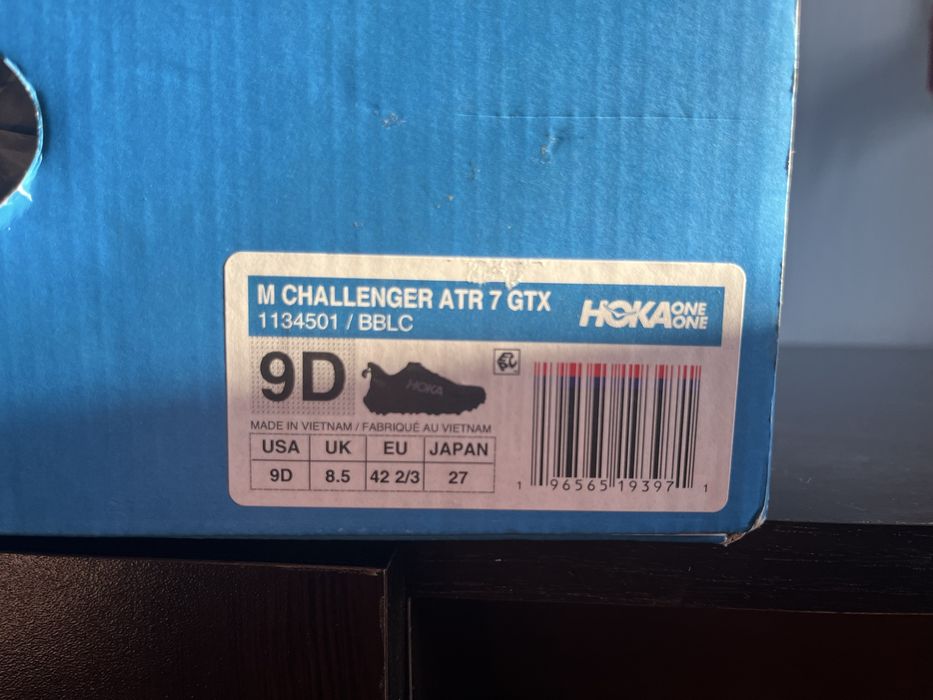 M CHALLENGER ATR 7 GTX
1134501 / BBLC
HOKA ONE ONE
9D
HOKA
MADE IN VIETNAM / FABRIQUÉ AU VIETNAM
USA UK EU JAPAN
9D 8.5 42 2/3 27
1 96565 19397 1